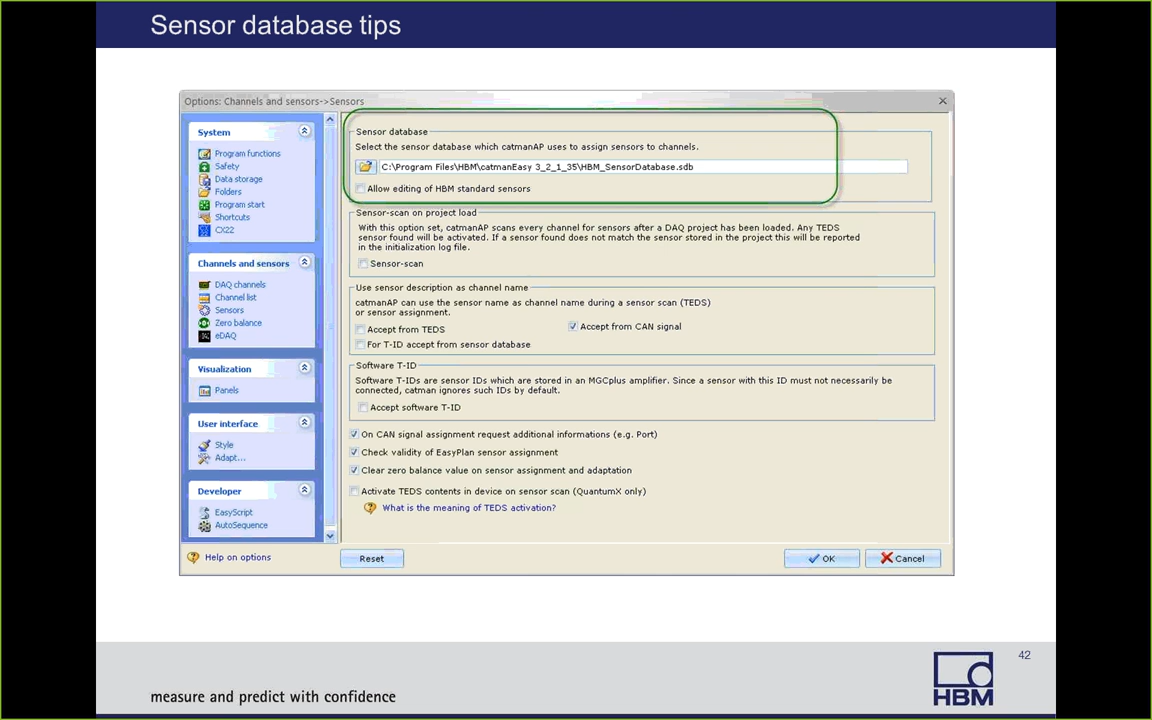 Sensor database tips
Options: Channels and sensors->Sensors
System
Program functions
Safety
Data storage
Folders
Program start
Shortcuts
CX22
Channels and sensors
DAQ channels
Channel list
Sensors
Zero balance
eDAQ
Visualization
Panels
User interface
Style
Adapt...
Developer
EasyScript
AutoSequence
Help on options
Sensor database
Select the sensor database which catmanAP uses to assign sensors to channels.
C:\Program Files\HBM\catmanEasy 3_2_1_35\HBM_SensorDatabase.sdb
Allow editing of HBM standard sensors
Sensor-scan on project load
With this option set, catmanAP scans every channel for sensors after a DAQ project has been loaded. Any TEDS
sensor found will be activated. If a sensor found does not match the sensor stored in the project this will be reported
in the initialization log file.
Sensor-scan
Use sensor description as channel name
catmanAP can use the sensor name as channel name during a sensor scan (TEDS)
or sensor assignment.
Accept from TEDS
Accept from CAN signal
For T-ID accept from sensor database
Software T-ID
Software T-IDs are sensor IDs which are stored in an MGCplus amplifier. Since a sensor with this ID must not necessarily be
connected, catman ignores such IDs by default.
Accept software T-ID
On CAN signal assignment request additional informations (e.g. Port)
Check validity of EasyPlan sensor assignment
Clear zero balance value on sensor assignment and adaptation
Activate TEDS contents in device on sensor scan (QuantumX only)
What is the meaning of TEDS activation?
Reset
OK
Cancel
42
measure and predict with confidence
HBM